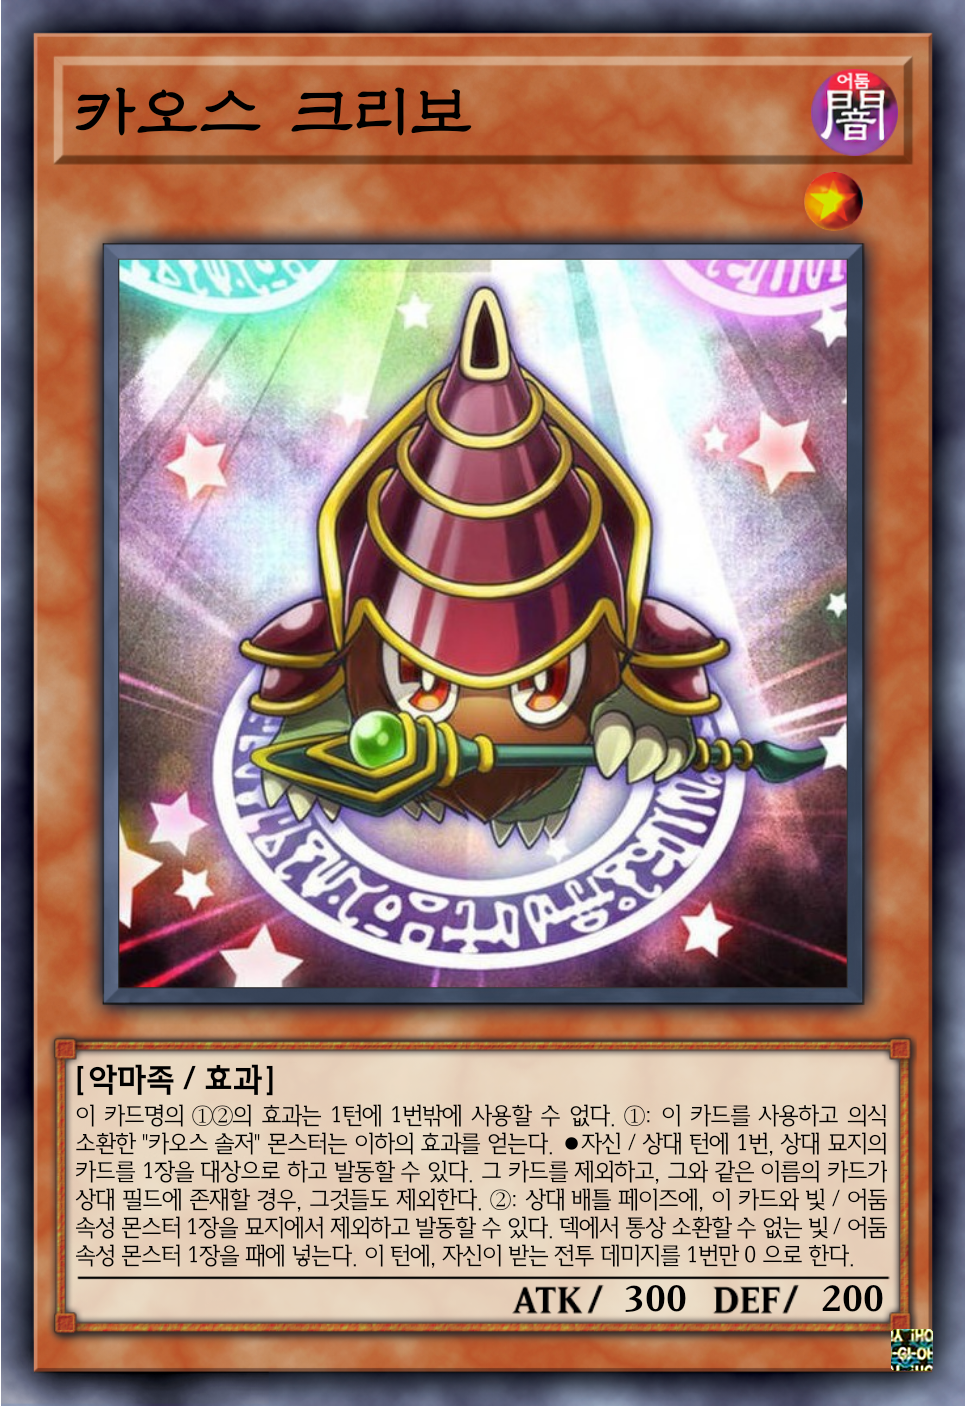 카오스 크리보
어둠
闇
[악마족 / 효과]
이 카드명의 ①②의 효과는 1턴에 1번밖에 사용할 수 없다. ①: 이 카드를 사용하고 의식
소환한 "카오스 솔저" 몬스터는 이하의 효과를 얻는다. ●자신 / 상대 턴에 1번, 상대 묘지의
카드를 1장을 대상으로 하고 발동할 수 있다. 그 카드를 제외하고, 그와 같은 이름의 카드가
상대 필드에 존재할 경우, 그것들도 제외한다. ②: 상대 배틀 페이즈에, 이 카드와 빛 / 어둠
속성 몬스터 1장을 묘지에서 제외하고 발동할 수 있다. 덱에서 통상 소환할 수 없는 빛 / 어둠
속성 몬스터 1장을 패에 넣는다. 이 턴에, 자신이 받는 전투 데미지를 1번만 0 으로 한다.
ATK/ 300 DEF/ 200